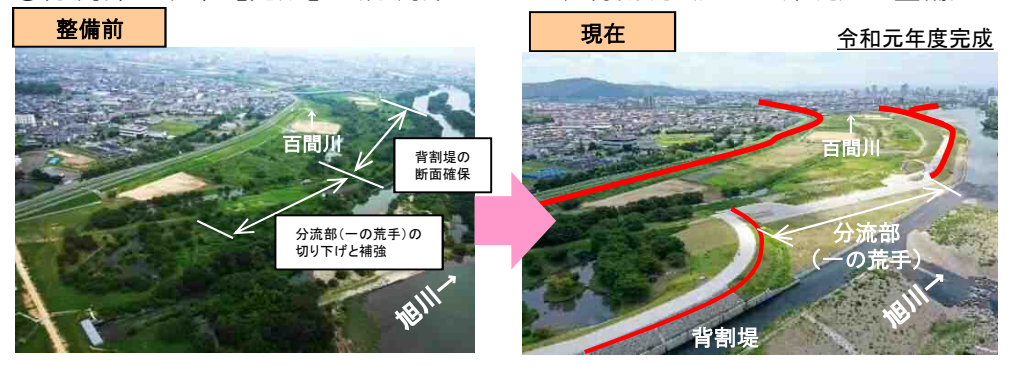 整備前
百間川
背割堤の
断面確保
分流部(一の荒手)の
切り下げと補強
旭川→
現在
令和元年度完成
百間川
分流部
(一の荒手)
旭川→
背割堤